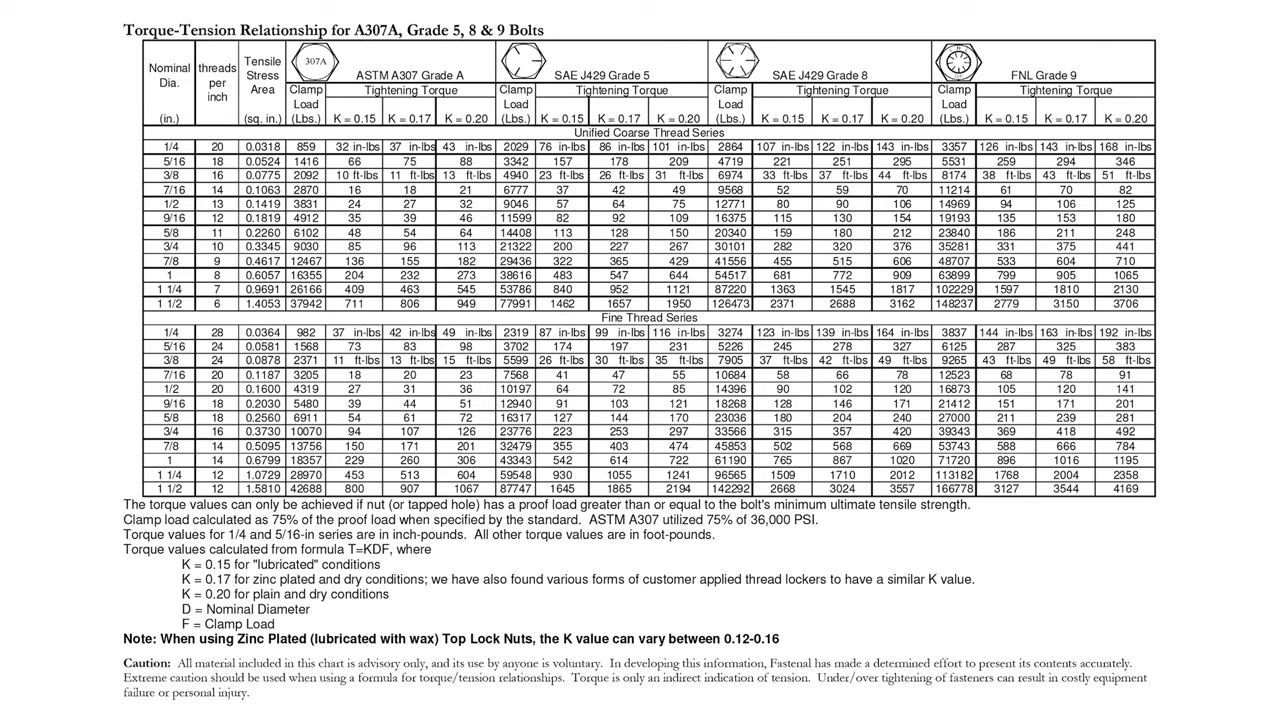 Torque-Tension Relationship for A307A, Grade 5, 8 & 9 Bolts
Nominal Dia. (in.) threads per inch Tensile Stress Area (sq. in.) 307A ASTM A307 Grade A SAE J429 Grade 5 SAE J429 Grade 8 FNL Grade 9
Clamp Load (Lbs.) Tightening Torque Clamp Load (Lbs.) Tightening Torque Clamp Load (Lbs.) Tightening Torque Clamp Load (Lbs.) Tightening Torque
K = 0.15 K = 0.17 K = 0.20 K = 0.15 K = 0.17 K = 0.20 K = 0.15 K = 0.17 K = 0.20 K = 0.15 K = 0.17 K = 0.20
Unified Coarse Thread Series
1/4 20 0.0318 859 32 in-lbs 37 in-lbs 43 in-lbs 2029 76 in-lbs 86 in-lbs 101 in-lbs 2864 107 in-lbs 122 in-lbs 143 in-lbs 3357 126 in-lbs 143 in-lbs 168 in-lbs
5/16 18 0.0524 1416 66 75 88 3342 157 178 209 4719 221 251 295 5531 259 294 346
3/8 16 0.0775 2092 10 ft-lbs 11 ft-lbs 13 ft-lbs 4940 23 ft-lbs 26 ft-lbs 31 ft-lbs 6974 33 ft-lbs 37 ft-lbs 44 ft-lbs 8174 38 ft-lbs 43 ft-lbs 51 ft-lbs
7/16 14 0.1063 2870 16 18 21 6777 37 42 49 9568 52 59 70 11214 61 70 82
1/2 13 0.1419 3831 24 27 32 9046 57 64 75 12771 80 90 106 14969 94 106 125
9/16 12 0.1819 4912 35 39 46 11599 82 92 109 16375 115 130 154 19193 135 153 180
5/8 11 0.2260 6102 48 54 64 14408 113 128 150 20340 159 180 212 23840 186 211 248
3/4 10 0.3345 9030 85 96 113 21322 200 227 267 30101 282 320 376 35281 331 375 441
7/8 9 0.4617 12467 136 155 182 29436 322 365 429 41556 455 515 606 48707 533 604 710
1 8 0.6057 16355 204 232 273 38616 483 547 644 54517 681 772 909 63899 799 905 1065
1 1/4 7 0.9691 26166 409 463 545 53786 840 952 1121 87220 1363 1545 1817 102229 1597 1810 2130
1 1/2 6 1.4053 37942 711 806 949 77991 1462 1657 1950 126473 2371 2688 3162 148237 2779 3150 3706
Fine Thread Series
1/4 28 0.0364 982 37 in-lbs 42 in-lbs 49 in-lbs 2319 87 in-lbs 99 in-lbs 116 in-lbs 3274 123 in-lbs 139 in-lbs 164 in-lbs 3837 144 in-lbs 163 in-lbs 192 in-lbs
5/16 24 0.0581 1568 73 83 98 3702 174 197 231 5226 245 278 327 6125 287 325 383
3/8 24 0.0878 2371 11 ft-lbs 13 ft-lbs 15 ft-lbs 5599 26 ft-lbs 30 ft-lbs 35 ft-lbs 7905 37 ft-lbs 42 ft-lbs 49 ft-lbs 9265 43 ft-lbs 49 ft-lbs 58 ft-lbs
7/16 20 0.1187 3205 18 20 23 7568 41 47 55 10684 58 66 78 12523 68 78 91
1/2 20 0.1600 4319 27 31 36 10197 64 72 85 14396 90 102 120 16873 105 120 141
9/16 18 0.2030 5480 39 44 51 12940 91 103 121 18268 128 146 171 21412 151 171 201
5/8 18 0.2560 6911 54 61 72 16317 127 144 170 23036 180 204 240 27000 211 239 281
3/4 16 0.3730 10070 94 107 126 23776 223 253 297 33566 315 357 420 39343 369 418 492
7/8 14 0.5095 13756 150 171 201 32479 355 403 474 45853 502 568 669 53743 588 666 784
1 14 0.6799 18357 229 260 306 43343 542 614 722 61190 765 867 1020 71720 896 1016 1195
1 1/4 12 1.0729 28970 453 513 604 59548 930 1055 1241 96565 1509 1710 2012 113182 1768 2004 2358
1 1/2 12 1.5810 42688 800 907 1067 87747 1645 1865 2194 142292 2668 3024 3557 166778 3127 3544 4169
The torque values can only be achieved if nut (or tapped hole) has a proof load greater than or equal to the bolt's minimum ultimate tensile strength.
Clamp load calculated as 75% of the proof load when specified by the standard. ASTM A307 utilized 75% of 36,000 PSI.
Torque values for 1/4 and 5/16-in series are in inch-pounds. All other torque values are in foot-pounds.
Torque values calculated from formula T=KDF, where
K = 0.15 for "lubricated" conditions
K = 0.17 for zinc plated and dry conditions; we have also found various forms of customer applied thread lockers to have a similar K value.
K = 0.20 for plain and dry conditions
D = Nominal Diameter
F = Clamp Load
Note: When using Zinc Plated (lubricated with wax) Top Lock Nuts, the K value can vary between 0.12-0.16
Caution: All material included in this chart is advisory only, and its use by anyone is voluntary. In developing this information, Fastenal has made a determined effort to present its contents accurately.
Extreme caution should be used when using a formula for torque/tension relationships. Torque is only an indirect indication of tension. Under/over tightening of fasteners can result in costly equipment
failure or personal injury.